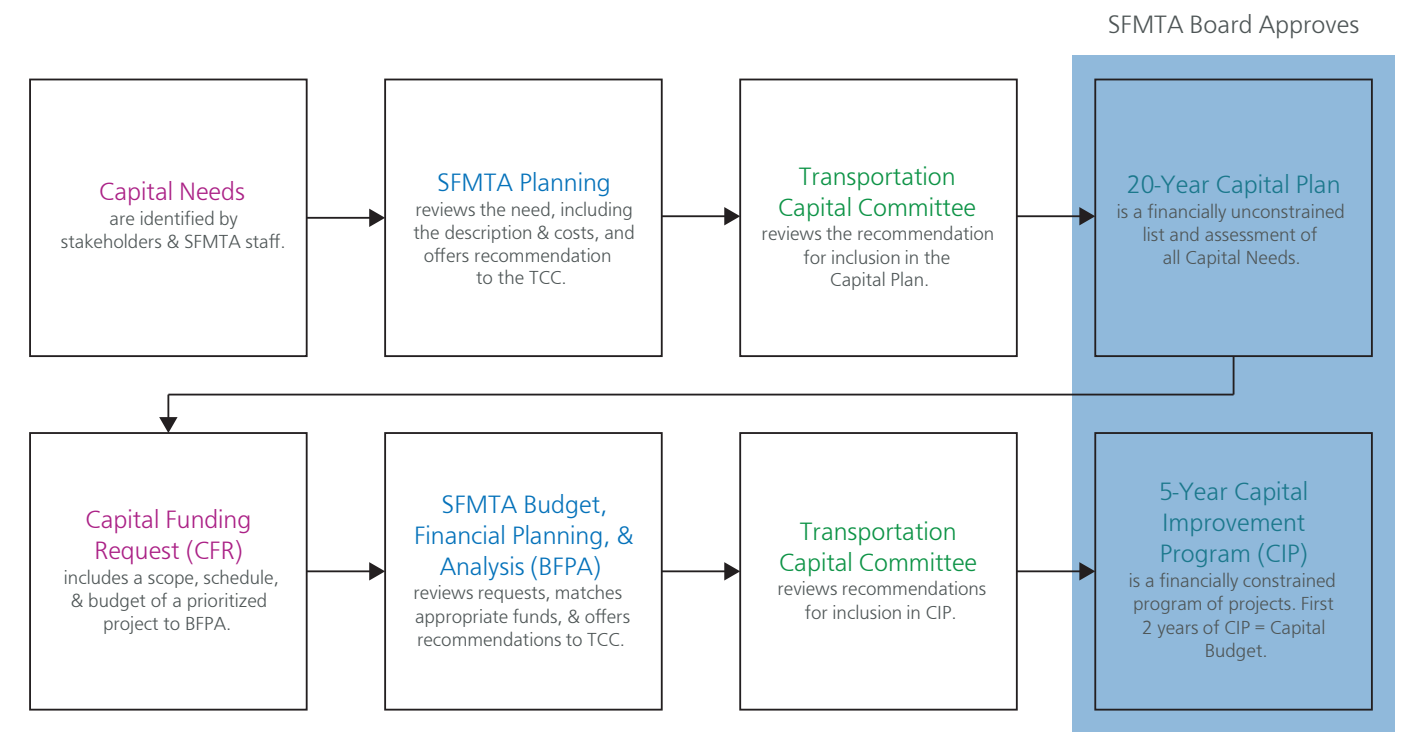 SFMTA Board Approves
Capital Needs
are identified by
stakeholders & SFMTA staff.
SFMTA Planning
reviews the need, including
the description & costs, and
offers recommendation
to the TCC.
Transportation
Capital Committee
reviews the recommendation
for inclusion in the
Capital Plan.
20-Year Capital Plan
is a financially unconstrained
list and assessment of
all Capital Needs.
Capital Funding
Request (CFR)
includes a scope, schedule,
& budget of a prioritized
project to BFPA.
SFMTA Budget,
Financial Planning, &
Analysis (BFPA)
reviews requests, matches
appropriate funds, & offers
recommendations to TCC.
Transportation
Capital Committee
reviews recommendations
for inclusion in CIP.
5-Year Capital
Improvement
Program (CIP)
is a financially constrained
program of projects. First
2 years of CIP = Capital
Budget.